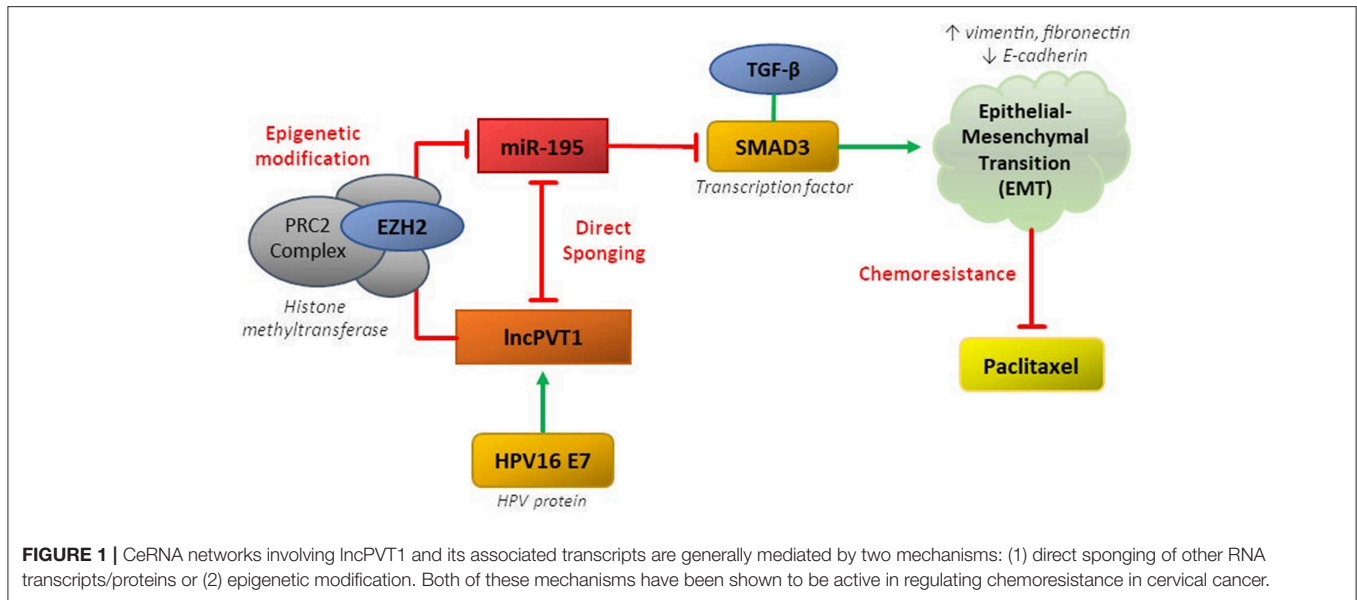 ↑ vimentin, fibronectin
↓ E-cadherin
TGF-β
Epigenetic
modification
miR-195
SMAD3
Transcription factor
Epithelial-
Mesenchymal
Transition
(EMT)
PRC2
Complex
EZH2
Direct
Sponging
Histone
methyltransferase
Chemoresistance
lncPVT1
Paclitaxel
HPV16 E7
HPV protein
FIGURE 1 | CeRNA networks involving lncPVT1 and its associated transcripts are generally mediated by two mechanisms: (1) direct sponging of other RNA
transcripts/proteins or (2) epigenetic modification. Both of these mechanisms have been shown to be active in regulating chemoresistance in cervical cancer.